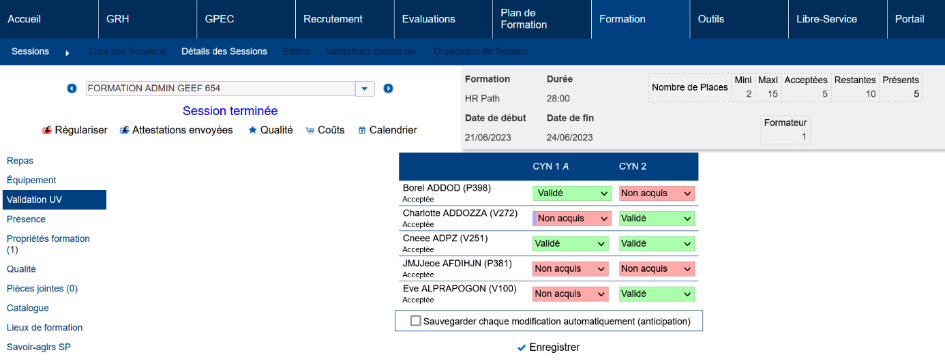 Accueil GRH GPEC Recrutement Evaluations Plan de Formation Formation Outils Libre-Service Portail
Sessions Liste des Sessions Détails des Sessions Edition Validations dernier niv. Duplication de Session
FORMATION ADMIN GEEF 654
Session terminée
Régulariser Attestations envoyées Qualité Coûts Calendrier
Formation Durée
HR Path 28:00
Date de début Date de fin
21/06/2023 24/06/2023
Mini Maxi Acceptées Restantes Présents
Nombre de Places 2 15 5 10 5
Formateur
1
Repas
Équipement
Validation UV
Présence
Propriétés formation
(1)
Qualité
Pièces jointes (0)
Catalogue
Lieux de formation
Savoir-agirs SP
CYN 1 A CYN 2
Borel ADDOD (P398) Validé Non acquis
Acceptée
Charlotte ADDOZZA (V272) Non acquis Validé
Acceptée
Cneee ADPZ (V251) Validé Validé
Acceptée
JMJJeoe AFDIHJN (P381) Non acquis Non acquis
Acceptée
Eve ALPRAPOGON (V100) Non acquis Validé
Acceptée
Sauvegarder chaque modification automatiquement (anticipation)
Enregistrer